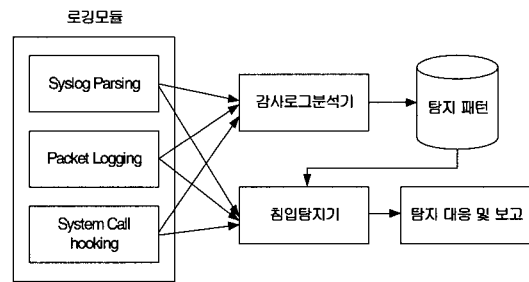 로깅모듈
Syslog Parsing
Packet Logging
System Call
hooking
감사로그분석기
탐지 패턴
침입탐지기
탐지 대응 및 보고